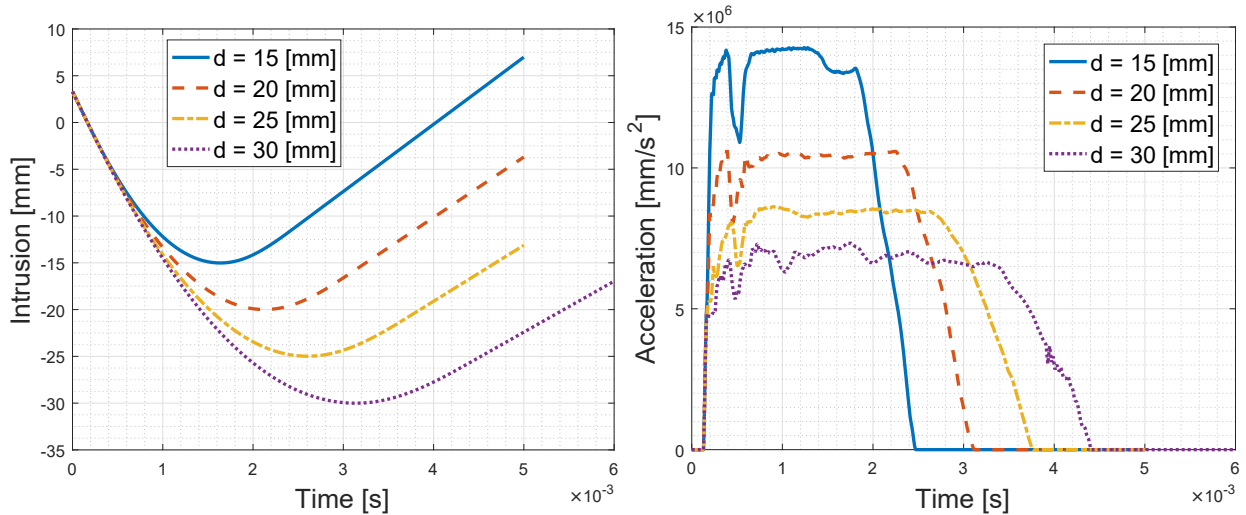 10
5
0
-5
-10
-15
-20
-25
-30
-35
0
1
2
3
4
5
6
×10-3
Time [s]
Intrusion [mm]
d = 15 [mm]
d = 20 [mm]
d = 25 [mm]
d = 30 [mm]
×10⁶
15
10
5
0
0
1
2
3
4
5
6
×10-3
Time [s]
Acceleration [mm/s²]
d = 15 [mm]
d = 20 [mm]
d = 25 [mm]
d = 30 [mm]